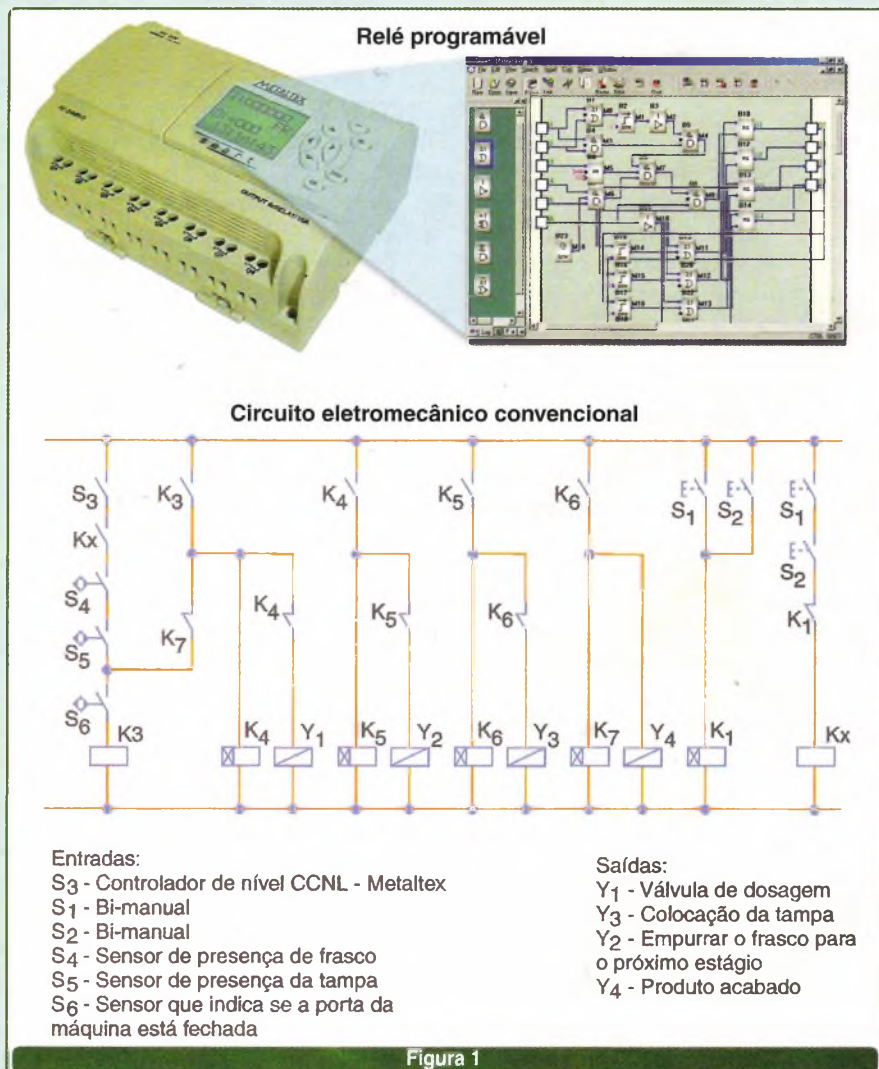 Relé programável
METALTEX
OUTPUT 8xRELAY/10A
Circuito eletromecânico convencional
S3
Kx
S4
S5
S6
K3
K3
K7
K4
K4
Y1
K4
K5
K5
Y2
K5
K6
K6
Y3
K6
K7
Y4
S1
S2
K1
S1
S2
K1
Kx
Entradas:
S3 - Controlador de nível CCNL - Metaltex
S1 - Bi-manual
S2 - Bi-manual
S4 - Sensor de presença de frasco
S5 - Sensor de presença da tampa
S6 - Sensor que indica se a porta da
máquina está fechada
Saídas:
Y1 - Válvula de dosagem
Y3 - Colocação da tampa
Y2 - Empurrar o frasco para
o próximo estágio
Y4 - Produto acabado
Figura 1